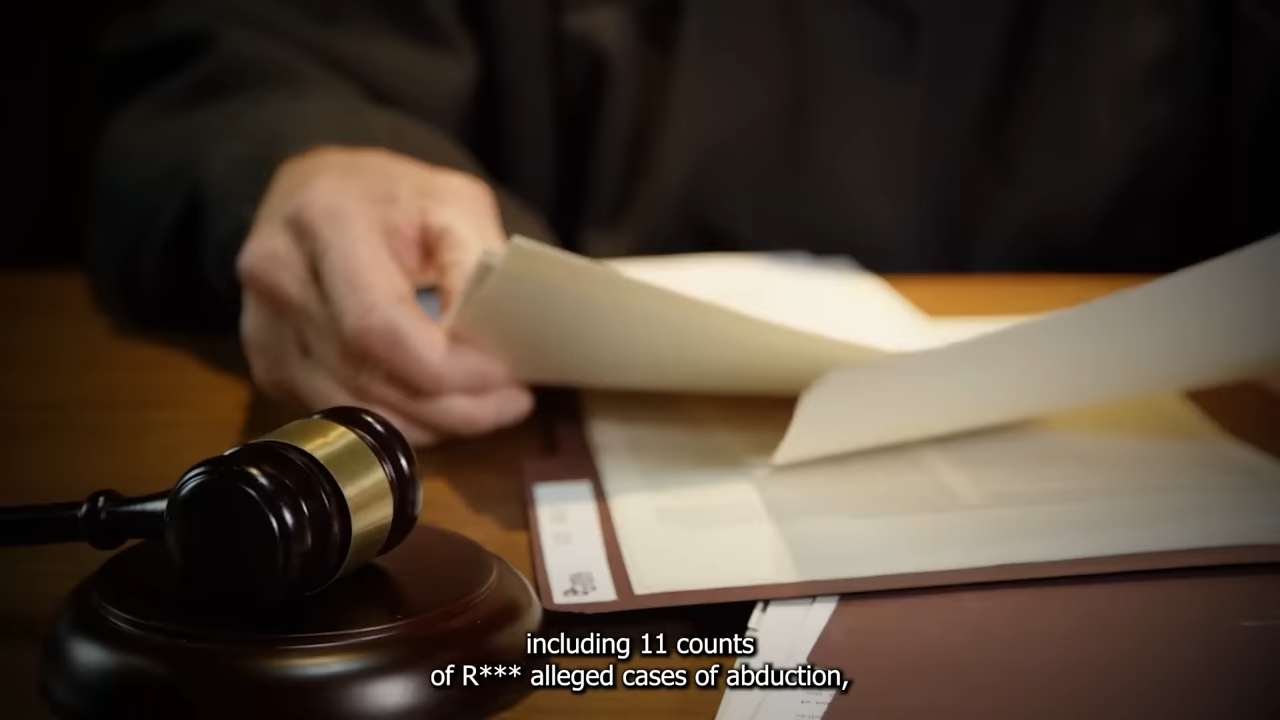 including 11 counts
of R*** alleged cases of abduction,